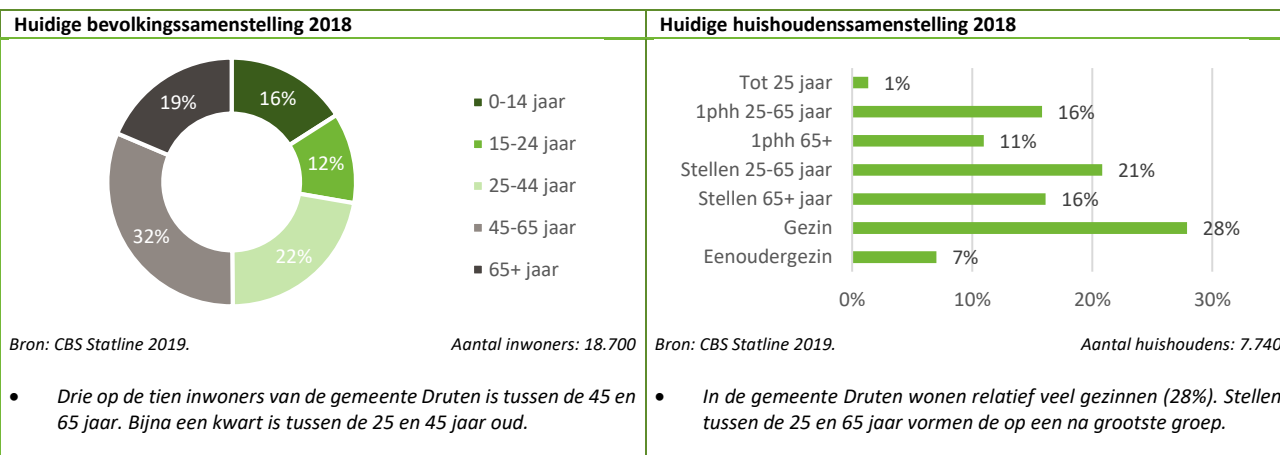 Huidige bevolkingssamenstelling 2018
16%
12%
22%
32%
19%
0-14 jaar
15-24 jaar
25-44 jaar
45-65 jaar
65+ jaar
Bron: CBS Statline 2019.
Aantal inwoners: 18.700
• Drie op de tien inwoners van de gemeente Druten is tussen de 45 en
65 jaar. Bijna een kwart is tussen de 25 en 45 jaar oud.
Huidige huishoudenssamenstelling 2018
Tot 25 jaar 1%
1phh 25-65 jaar 16%
1phh 65+ 11%
Stellen 25-65 jaar 21%
Stellen 65+ jaar 16%
Gezin 28%
Eenoudergezin 7%
0% 10% 20% 30%
Bron: CBS Statline 2019.
Aantal huishoudens: 7.740
• In de gemeente Druten wonen relatief veel gezinnen (28%). Stellen
tussen de 25 en 65 jaar vormen de op een na grootste groep.